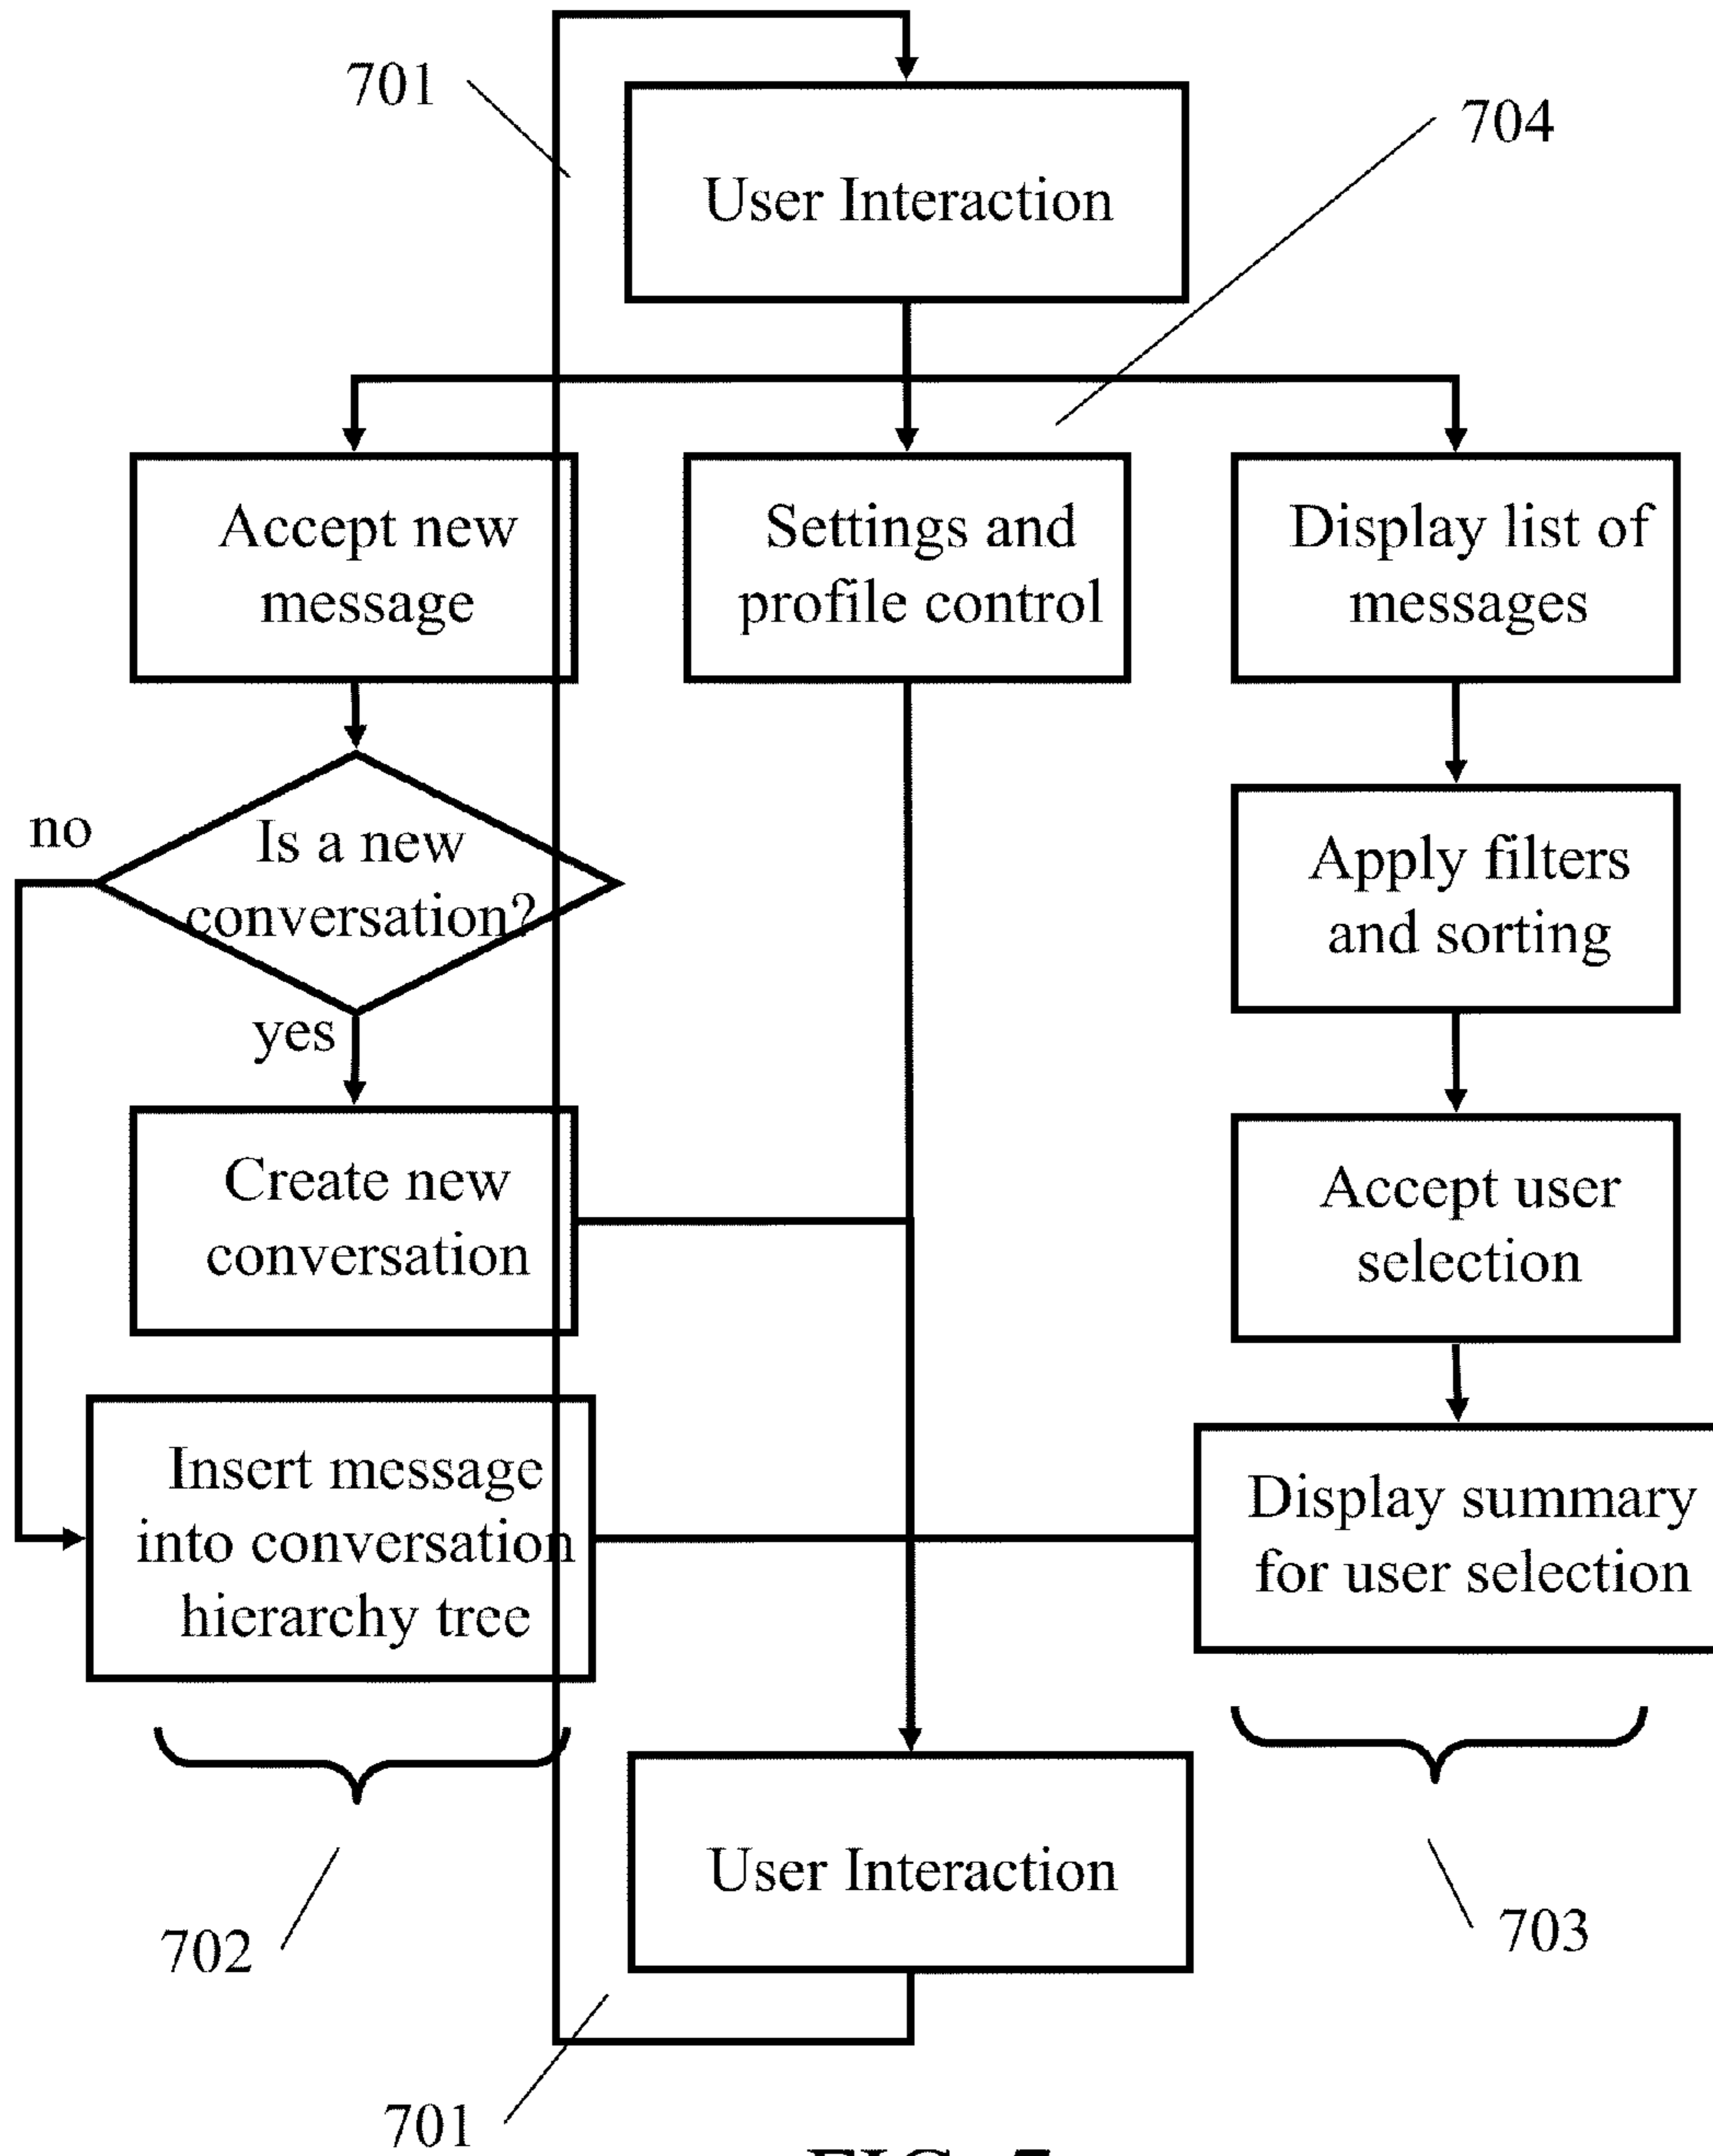 701
704
User Interaction
Accept new
message
Settings and
profile control
Display list of
messages
no
Is a new
conversation?
Apply filters
and sorting
yes
Create new
conversation
Accept user
selection
Insert message
into conversation
hierarchy tree
Display summary
for user selection
User Interaction
702
703
701